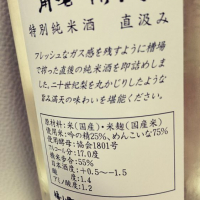 特別純米酒 直汲み
フレッシュなガス感を残すように槽場
で搾った直後の純米酒を即詰めしまし
た。二十世紀梨を丸かじりしたような
飲み満天の味わいを堪能ください。
原材料:米(国産)・米麹(国産米)
使用米:吟の精25%、めんこいな75%
使用酵母:協会1801号
アルコール分:17.0度
精米歩合:55%
日本酒度:+0.5〜-1.5
酸度:1.4
アミノ酸度:1.2